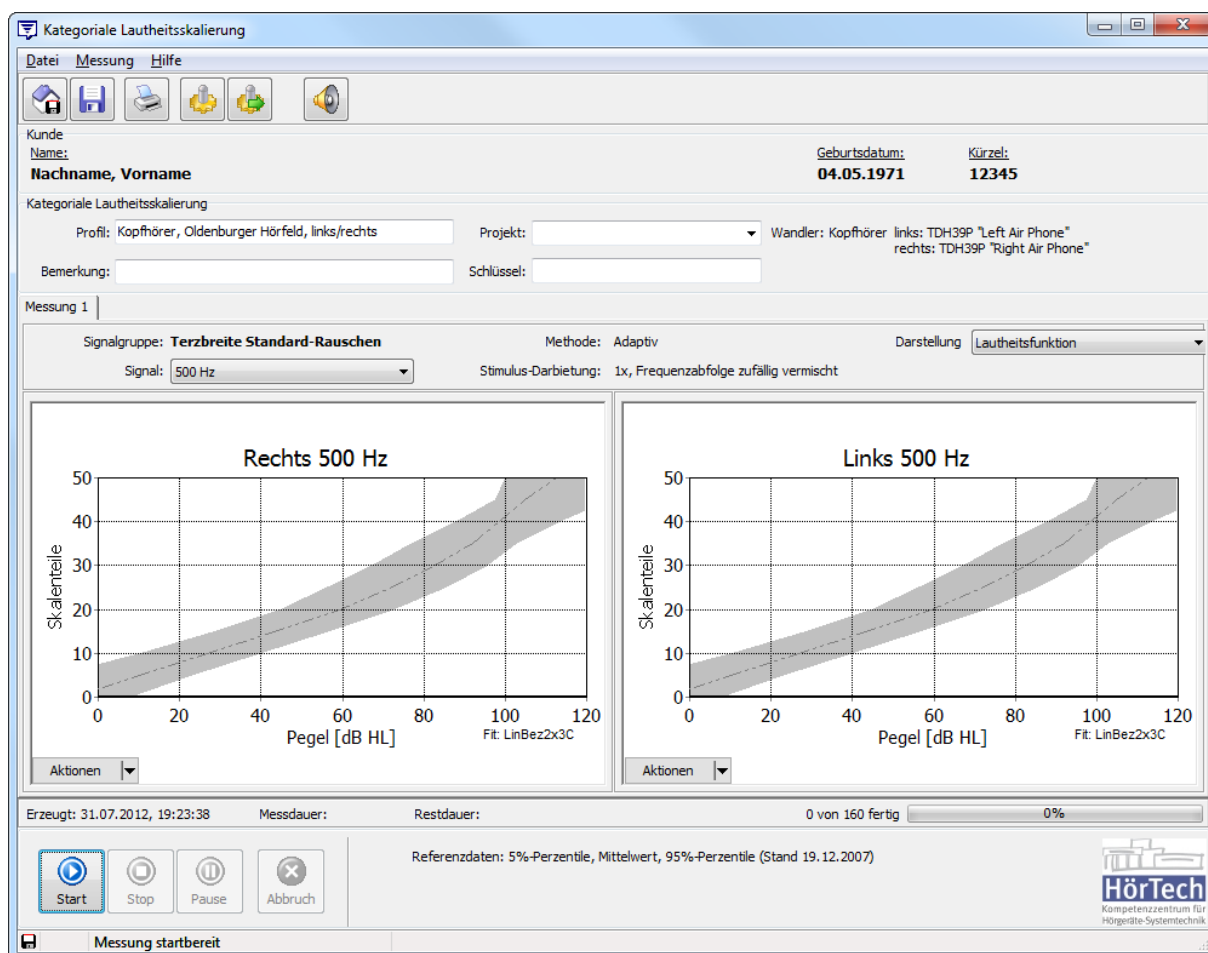 Kategoriale Lautheitsskalierung
Datei Messung Hilfe
Kunde
Name: Geburtsdatum: Kürzel:
Nachname, Vorname 04.05.1971 12345
Kategoriale Lautheitsskalierung
Profil: Kopfhörer, Oldenburger Hörfeld, links/rechts Projekt: Wandler: Kopfhörer links: TDH39P "Left Air Phone"
rechts: TDH39P "Right Air Phone"
Bemerkung: Schlüssel:
Messung 1
Signalgruppe: Terzbreite Standard-Rauschen Methode: Adaptiv Darstellung Lautheitsfunktion
Signal: 500 Hz Stimulus-Darbietung: 1x, Frequenzabfolge zufällig vermischt
Rechts 500 Hz
50
40
30
20
10
0
Skalenteile
0 20 40 60 80 100 120
Pegel [dB HL] Fit: LinBez2x3C
Aktionen
Links 500 Hz
50
40
30
20
10
0
Skalenteile
0 20 40 60 80 100 120
Pegel [dB HL] Fit: LinBez2x3C
Aktionen
Erzeugt: 31.07.2012, 19:23:38 Messdauer: Restdauer: 0 von 160 fertig 0%
Start Stop Pause Abbruch
Referenzdaten: 5%-Perzentile, Mittelwert, 95%-Perzentile (Stand 19.12.2007)
HörTech
Kompetenzzentrum für
Hörgeräte-Systemtechnik
Messung startbereit